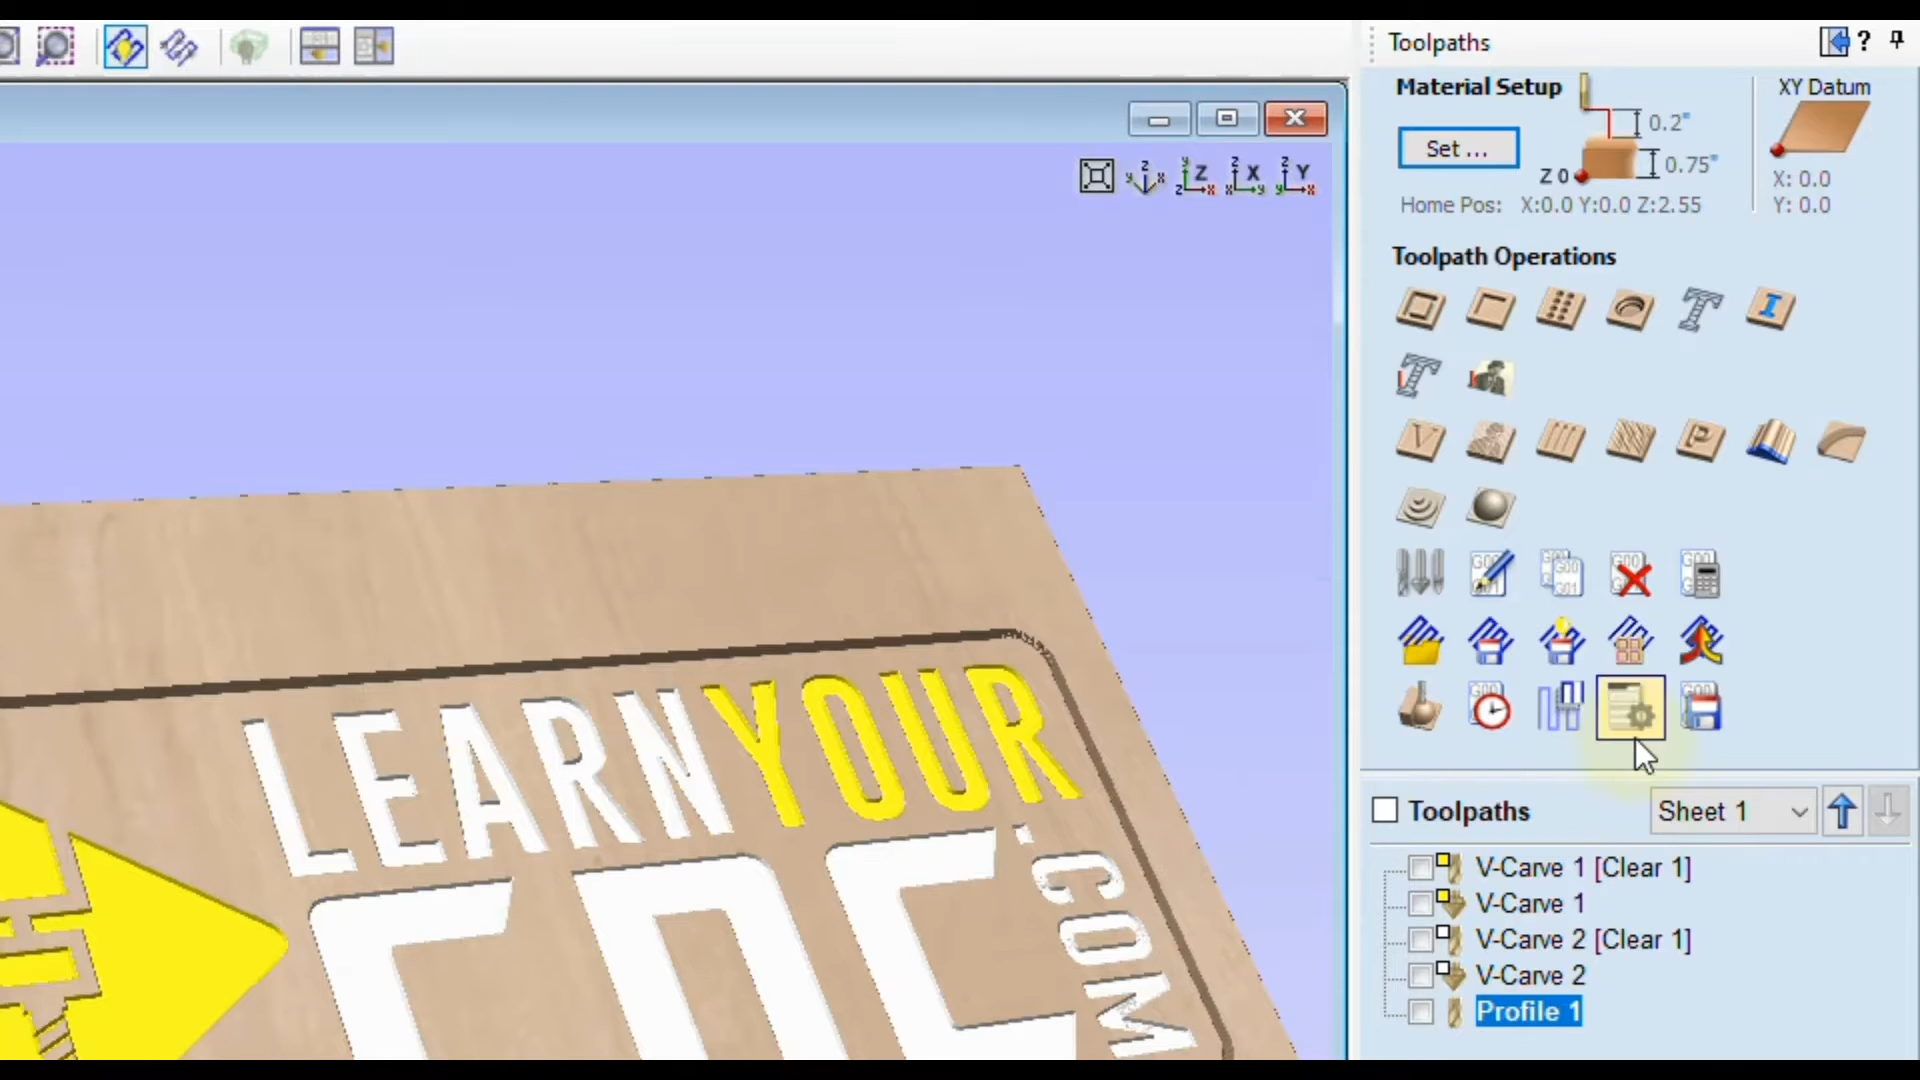 Toolpaths
?
Material Setup
XY Datum
0.2"
Set ...
0.75"
Z 0
X: 0.0
Y: 0.0
Home Pos: X:0.0 Y:0.0 Z:2.55
Toolpath Operations
LEARNYOUR
.COM
Toolpaths
Sheet 1
V-Carve 1 [Clear 1]
V-Carve 1
V-Carve 2 [Clear 1]
V-Carve 2
Profile 1